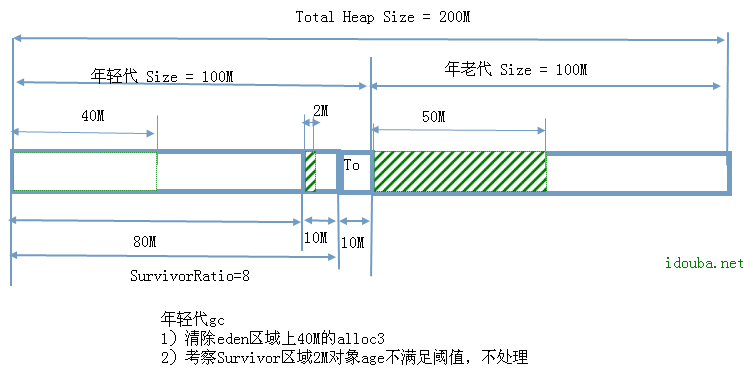 Total Heap Size = 200M
年轻代 Size = 100M
年老代 Size = 100M
40M
2M
50M
To
80M
10M
10M
SurvivorRatio=8
idouba.net
年轻代gc
1）清除eden区域上40M的alloc3
2）考察Survivor区域2M对象age不满足阈值，不处理